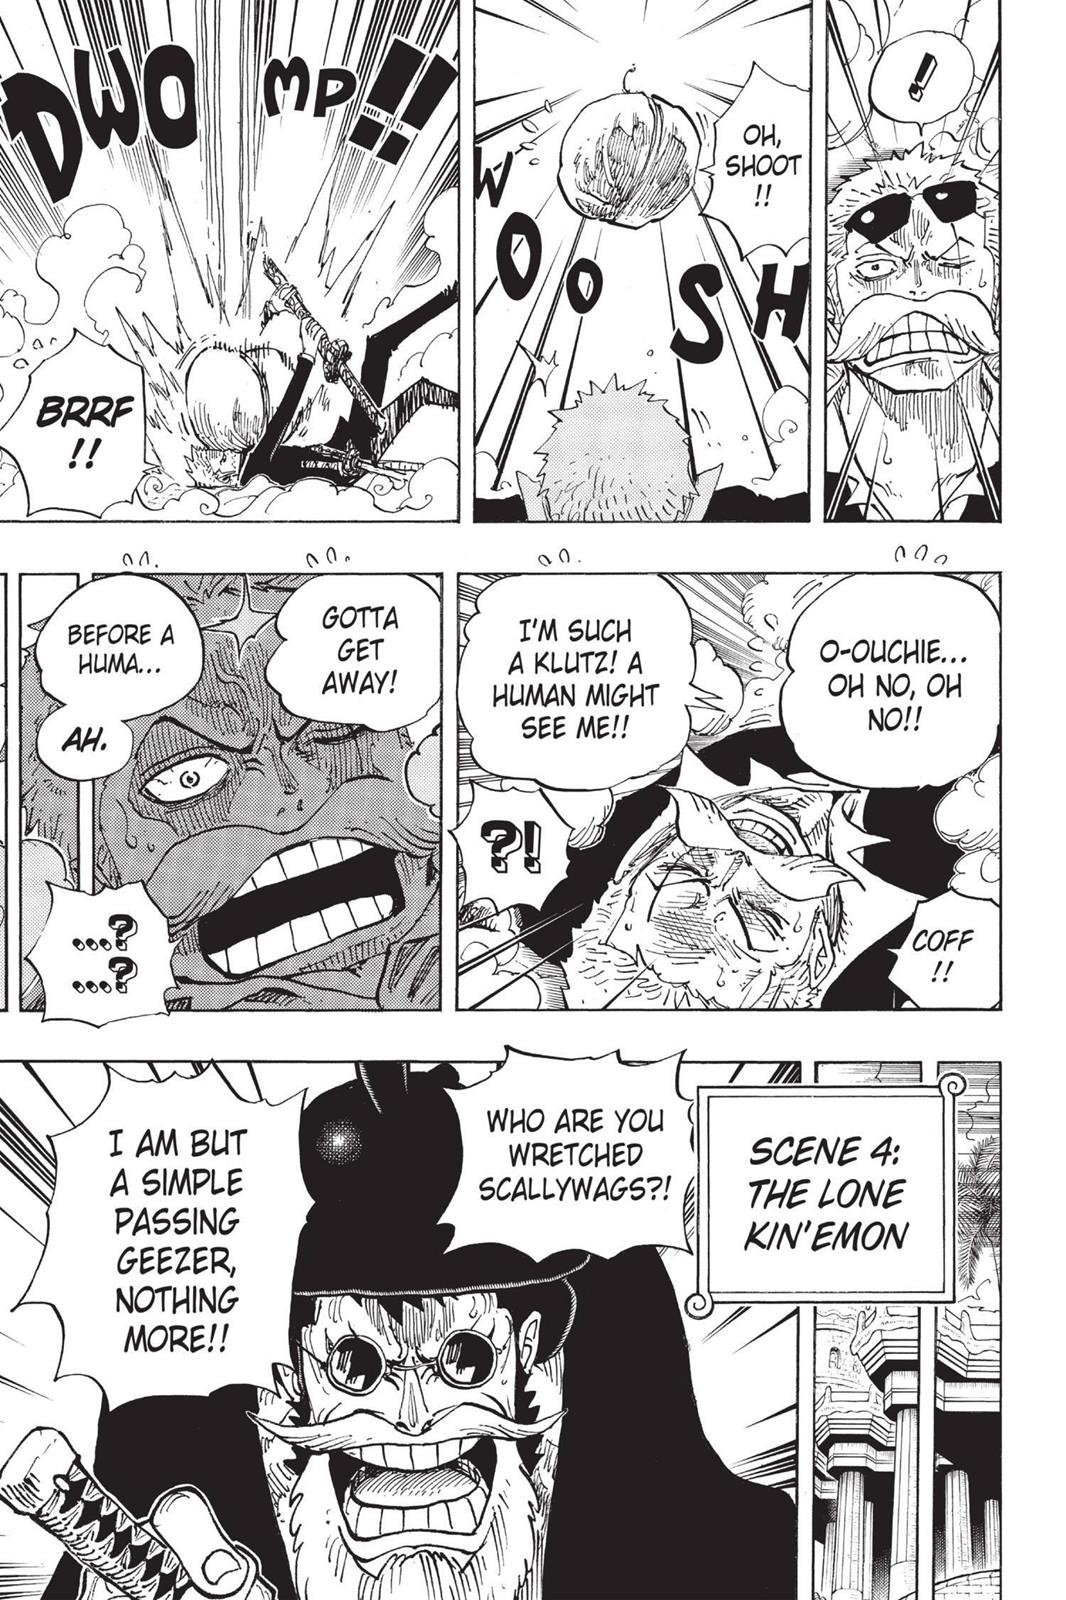 !
OH,
SHOOT
!!
WOOSH
DWOMP!!
BRRF
!!
O-OUCHIE...
OH NO, OH
NO!!
I'M SUCH
A KLUTZ! A
HUMAN MIGHT
SEE ME!!
?!
COFF
!!
GOTTA
GET
AWAY!
BEFORE A
HUMA...
AH.
...?
...?
SCENE 4:
THE LONE
KIN'EMON
WHO ARE YOU
WRETCHED
SCALLYWAGS?!
I AM BUT
A SIMPLE
PASSING
GEEZER,
NOTHING
MORE!!